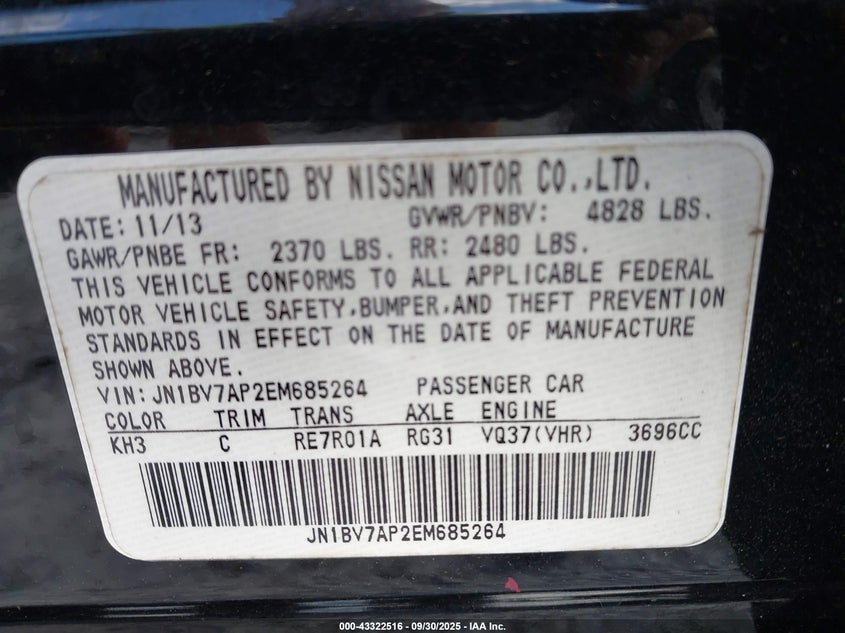 MANUFACTURED BY NISSAN MOTOR CO.,LTD.
DATE: 11/13 GVWR/PNBV: 4828 LBS.
GAWR/PNBE FR: 2370 LBS. RR: 2480 LBS.
THIS VEHICLE CONFORMS TO ALL APPLICABLE FEDERAL
MOTOR VEHICLE SAFETY,BUMPER,AND THEFT PREVENTION
STANDARDS IN EFFECT ON THE DATE OF MANUFACTURE
SHOWN ABOVE.
VIN: JN1BV7AP2EM685264 PASSENGER CAR
COLOR TRIM TRANS AXLE ENGINE
KH3 C RE7R01A RG31 VQ37(VHR) 3696CC
JN1BV7AP2EM685264
000-43322516 - 09/30/2025 - IAA Inc.